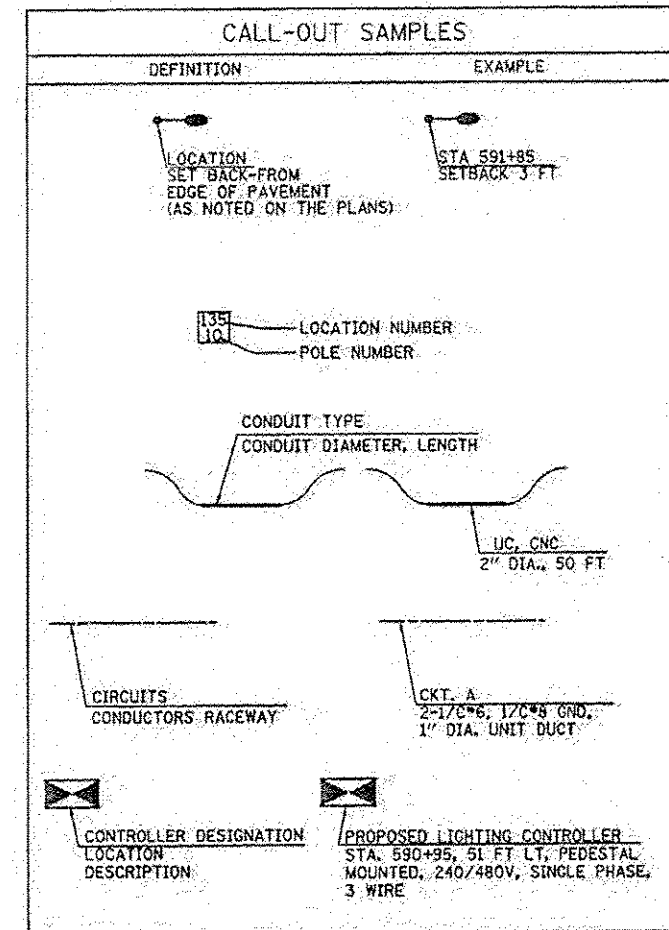 CALL-OUT SAMPLES
DEFINITION
EXAMPLE
LOCATION
SET BACK-FROM
EDGE OF PAVEMENT
(AS NOTED ON THE PLANS)
STA 591+85
SETBACK 3 FT
135
10
LOCATION NUMBER
POLE NUMBER
CONDUIT TYPE
CONDUIT DIAMETER, LENGTH
UC, CNC
2" DIA., 50 FT
CIRCUITS
CONDUCTORS RACEWAY
CKT. A
2-1/C#6, 1/C#8 GND,
1" DIA. UNIT DUCT
CONTROLLER DESIGNATION
LOCATION
DESCRIPTION
PROPOSED LIGHTING CONTROLLER
STA. 590+95, 51 FT LT, PEDESTAL
MOUNTED, 240/480V, SINGLE PHASE,
3 WIRE